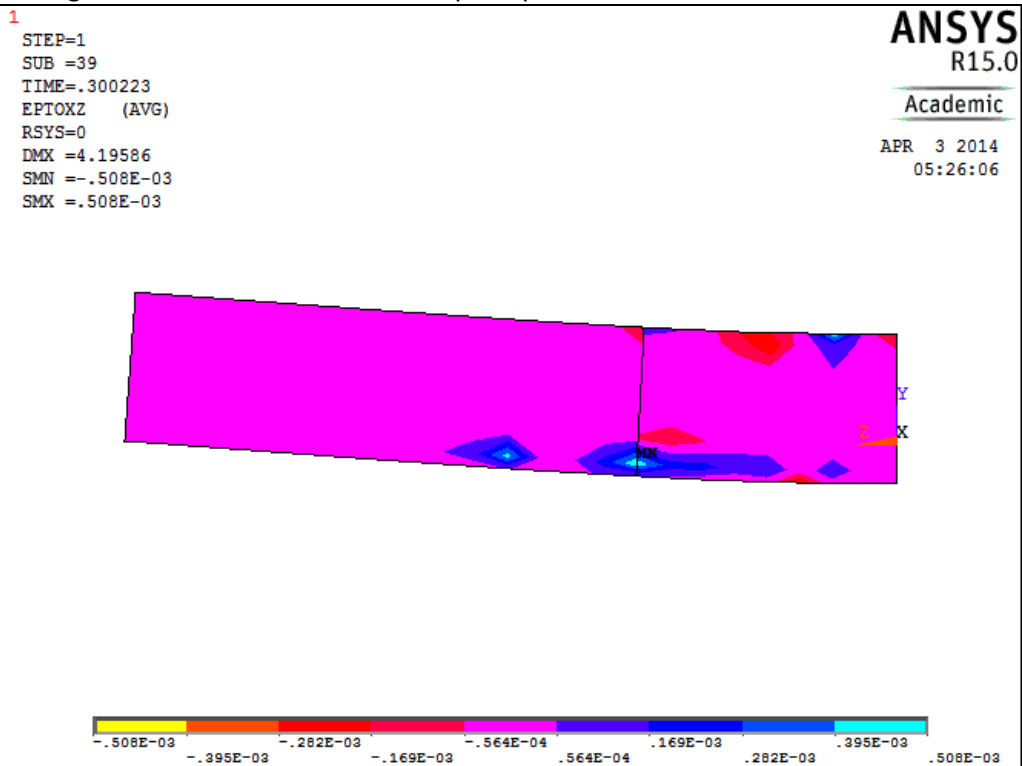 1
STEP=1
SUB =39
TIME=.300223
EPTOXZ (AVG)
RSYS=0
DMX =4.19586
SMN =-.508E-03
SMX =.508E-03
ANSYS
R15.0
Academic
APR 3 2014
05:26:06
Y
Z X
MN
-.508E-03 -.282E-03 -.564E-04 .169E-03 .395E-03
-.395E-03 -.169E-03 .564E-04 .282E-03 .508E-03